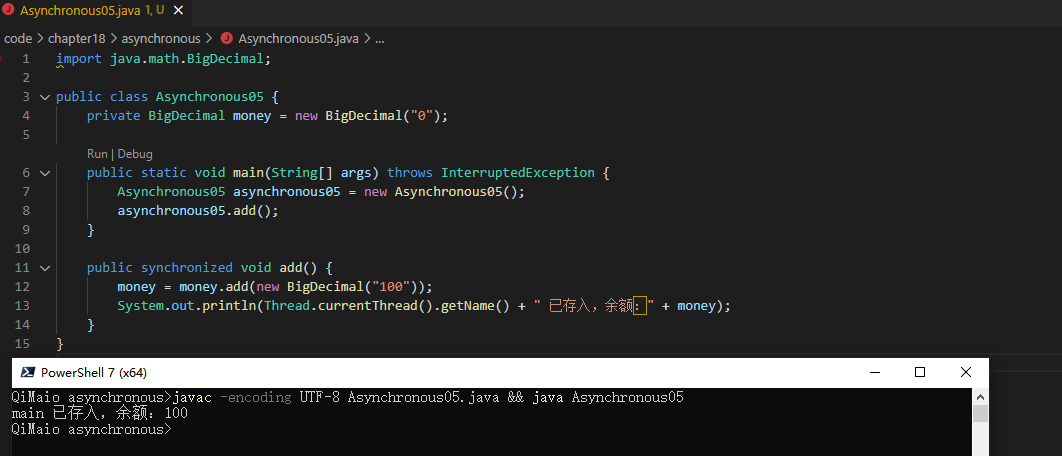 Asynchronous05.java 1, U
code > chapter18 > asynchronous > Asynchronous05.java > ...
1 import java.math.BigDecimal;
2
3 public class Asynchronous05 {
4 private BigDecimal money = new BigDecimal("0");
5
Run | Debug
6 public static void main(String[] args) throws InterruptedException {
7 Asynchronous05 asynchronous05 = new Asynchronous05();
8 asynchronous05.add();
9 }
10
11 public synchronized void add() {
12 money = money.add(new BigDecimal("100"));
13 System.out.println(Thread.currentThread().getName() + " 已存入，余额：" + money);
14 }
15 }
PowerShell 7 (x64)
QiMaio asynchronous>javac -encoding UTF-8 Asynchronous05.java && java Asynchronous05
main 已存入，余额：100
QiMaio asynchronous>